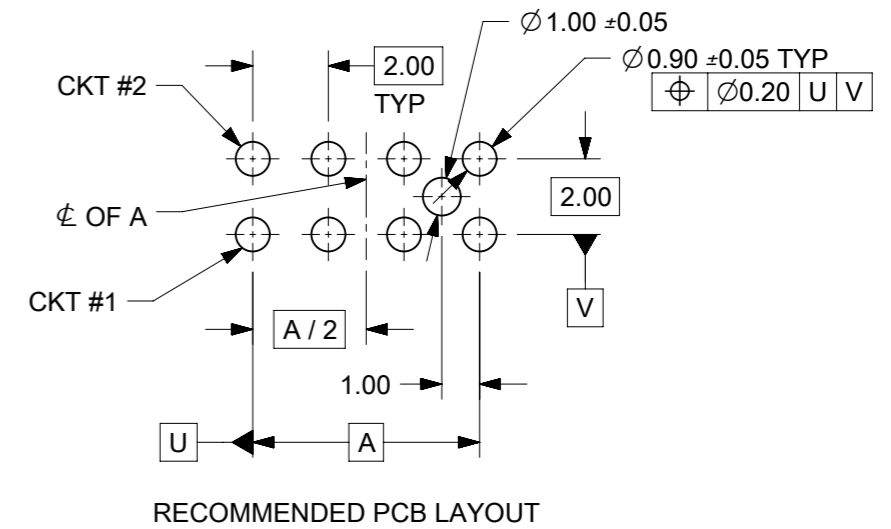 ∅1.00 ±0.05
∅0.90 ±0.05 TYP
⌖ ∅0.20 U V
2.00
TYP
CKT #2
2.00
℄ OF A
CKT #1
V
A / 2
1.00
U
A
RECOMMENDED PCB LAYOUT